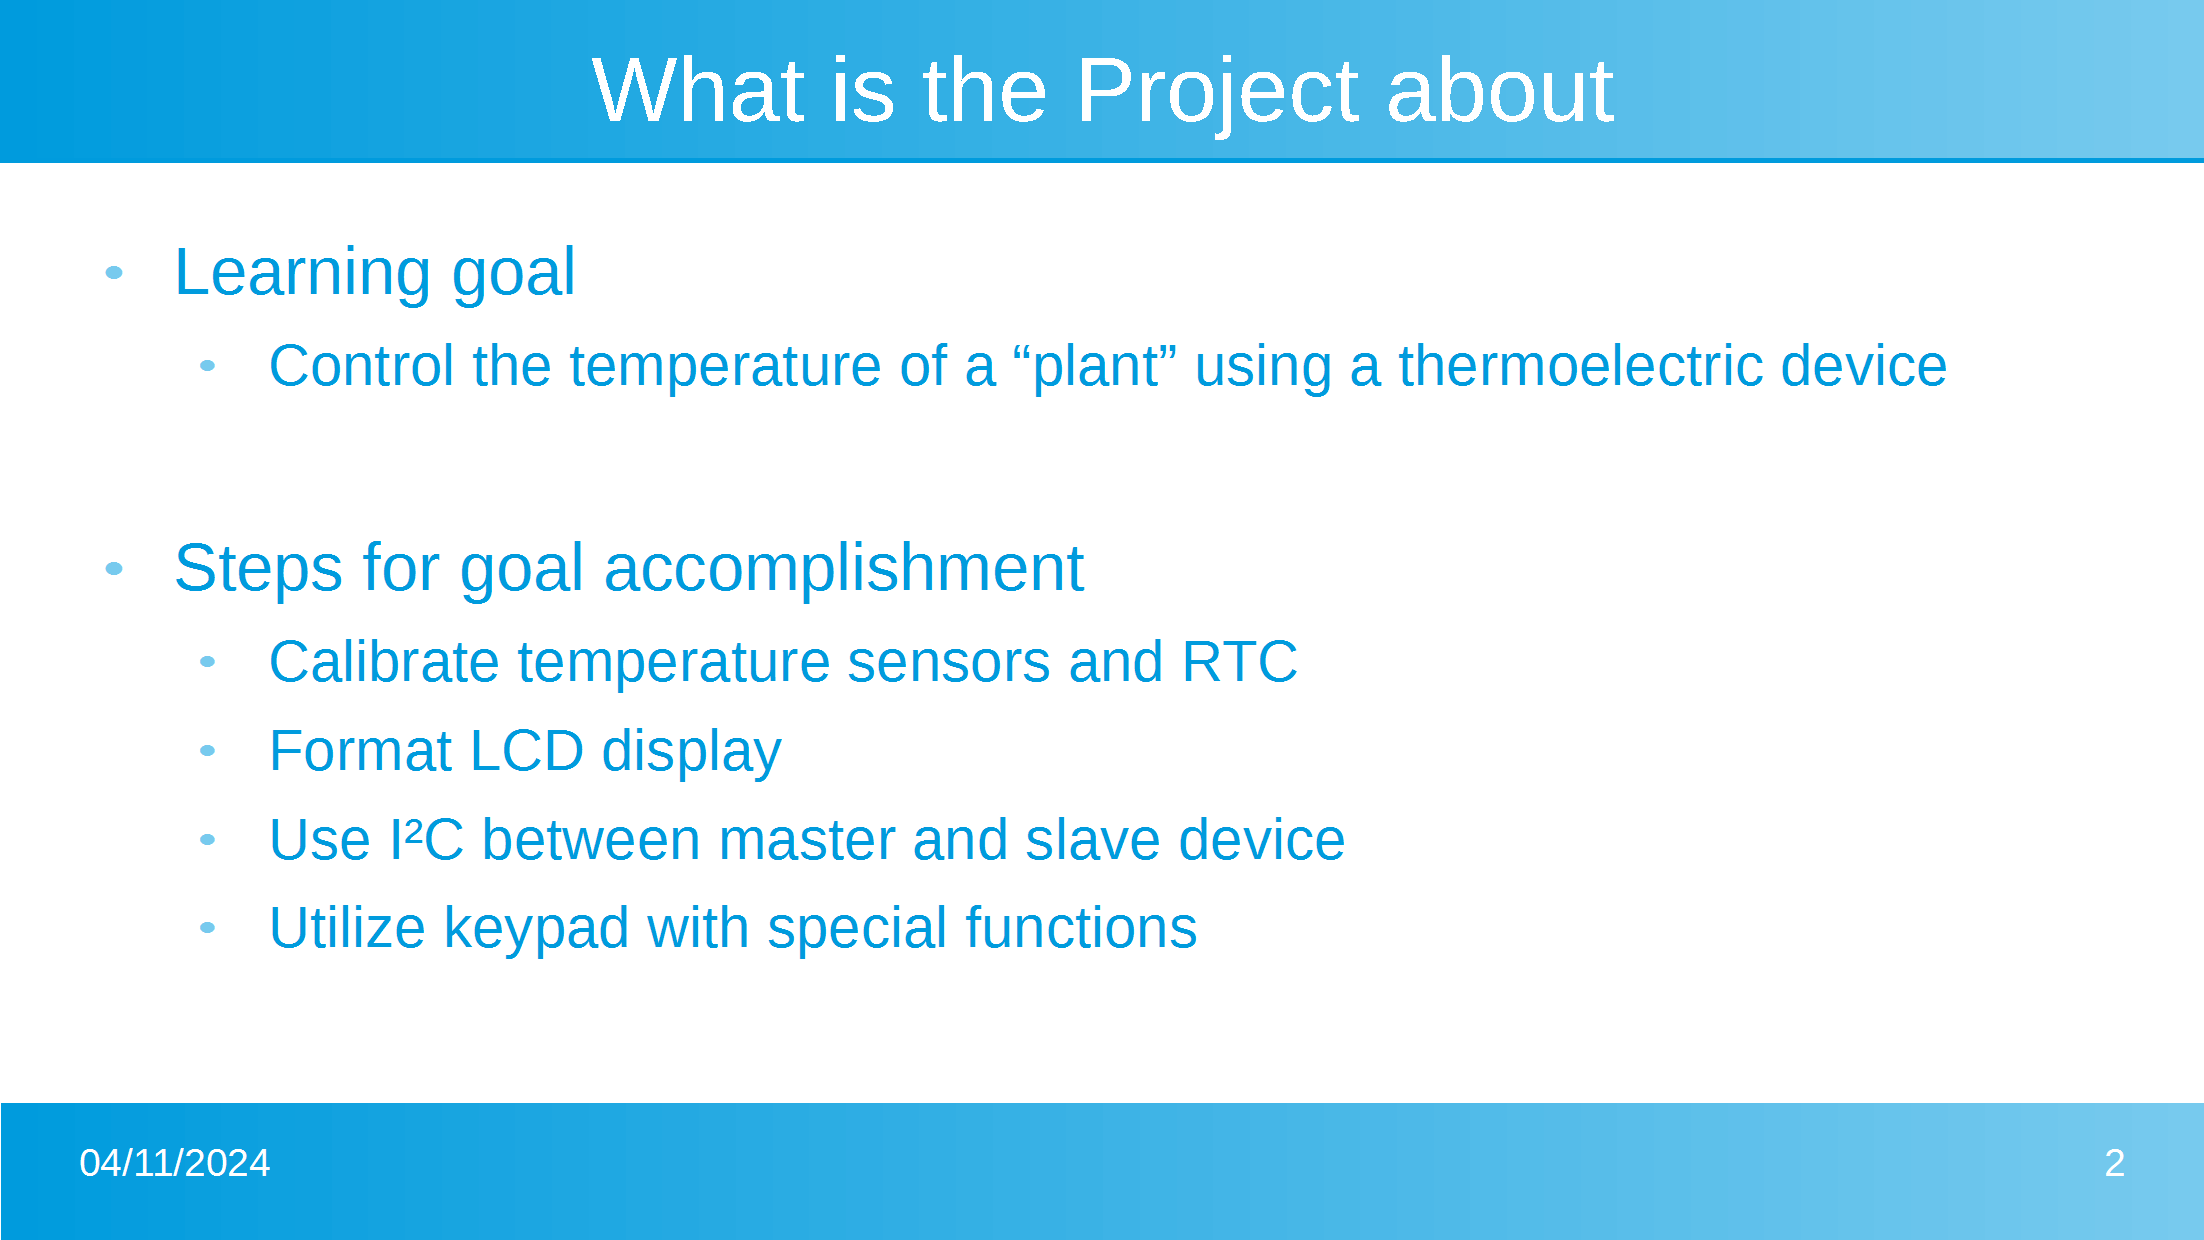 What is the Project about
• Learning goal
• Control the temperature of a “plant” using a thermoelectric device
• Steps for goal accomplishment
• Calibrate temperature sensors and RTC
• Format LCD display
• Use I²C between master and slave device
• Utilize keypad with special functions
04/11/2024
2